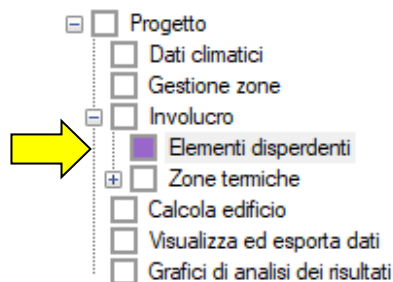 Progetto
Dati climatici
Gestione zone
Involucro
Elementi disperdenti
Zone termiche
Calcola edificio
Visualizza ed esporta dati
Grafici di analisi dei risultati